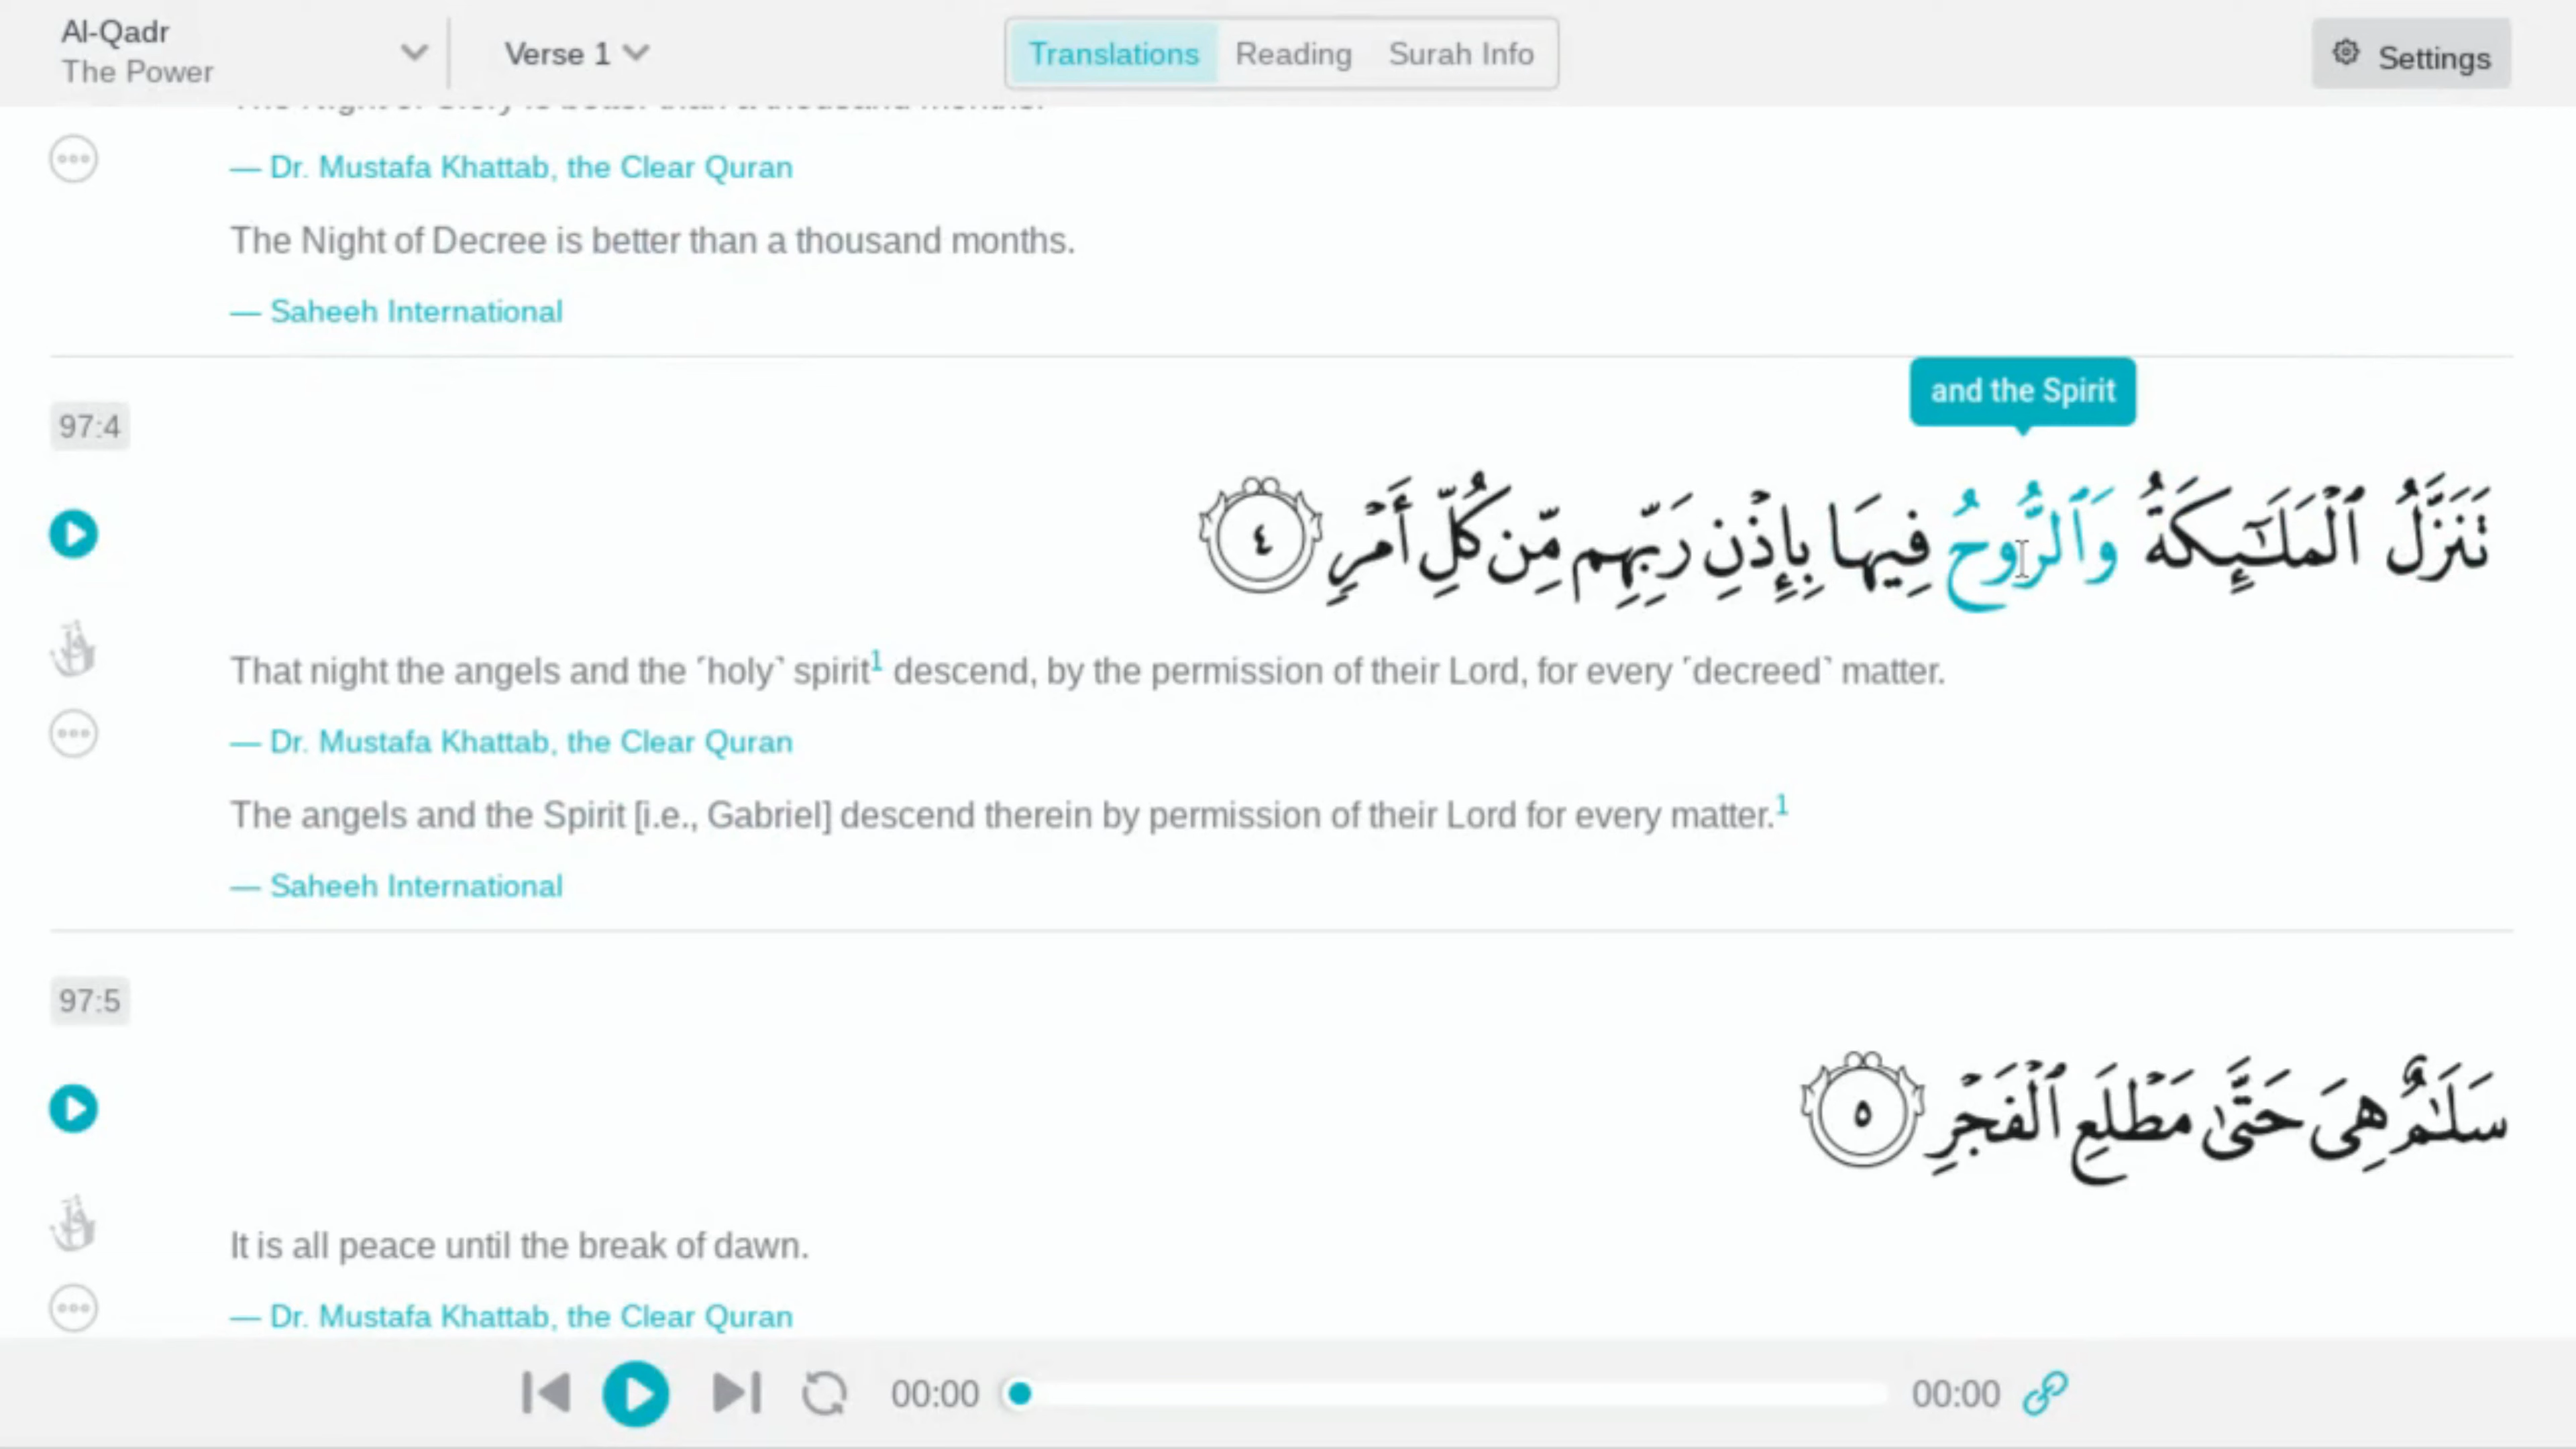 Al-Qadr
The Power
Verse 1
Translations Reading Surah Info
Settings
— Dr. Mustafa Khattab, the Clear Quran
The Night of Decree is better than a thousand months.
— Saheeh International
and the Spirit
97:4
تَنَزَّلُ ٱلْمَلَـٰٓئِكَةُ وَٱلرُّوحُ فِيهَا بِإِذْنِ رَبِّهِم مِّن كُلِّ أَمْرٍ ٤
That night the angels and the ˹holy˺ spirit1 descend, by the permission of their Lord, for every ˹decreed˺ matter.
— Dr. Mustafa Khattab, the Clear Quran
The angels and the Spirit [i.e., Gabriel] descend therein by permission of their Lord for every matter.1
— Saheeh International
97:5
سَلَـٰمٌ هِىَ حَتَّىٰ مَطْلَعِ ٱلْفَجْرِ ٥
It is all peace until the break of dawn.
— Dr. Mustafa Khattab, the Clear Quran
00:00 00:00